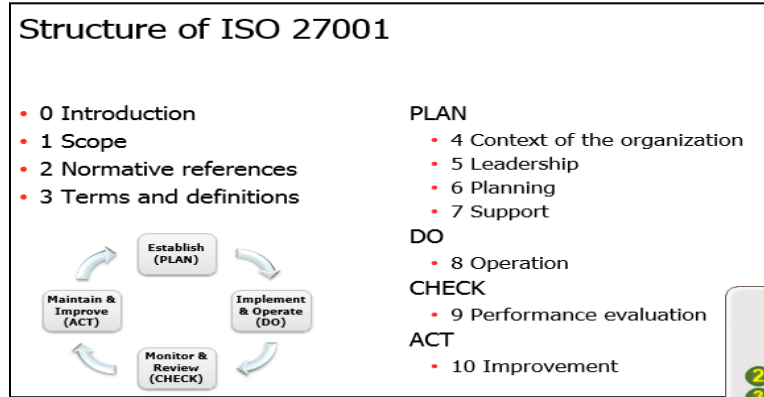 Structure of ISO 27001
• 0 Introduction
• 1 Scope
• 2 Normative references
• 3 Terms and definitions
Establish
(PLAN)
Implement
& Operate
(DO)
Monitor &
Review
(CHECK)
Maintain &
Improve
(ACT)
PLAN
• 4 Context of the organization
• 5 Leadership
• 6 Planning
• 7 Support
DO
• 8 Operation
CHECK
• 9 Performance evaluation
ACT
• 10 Improvement
2